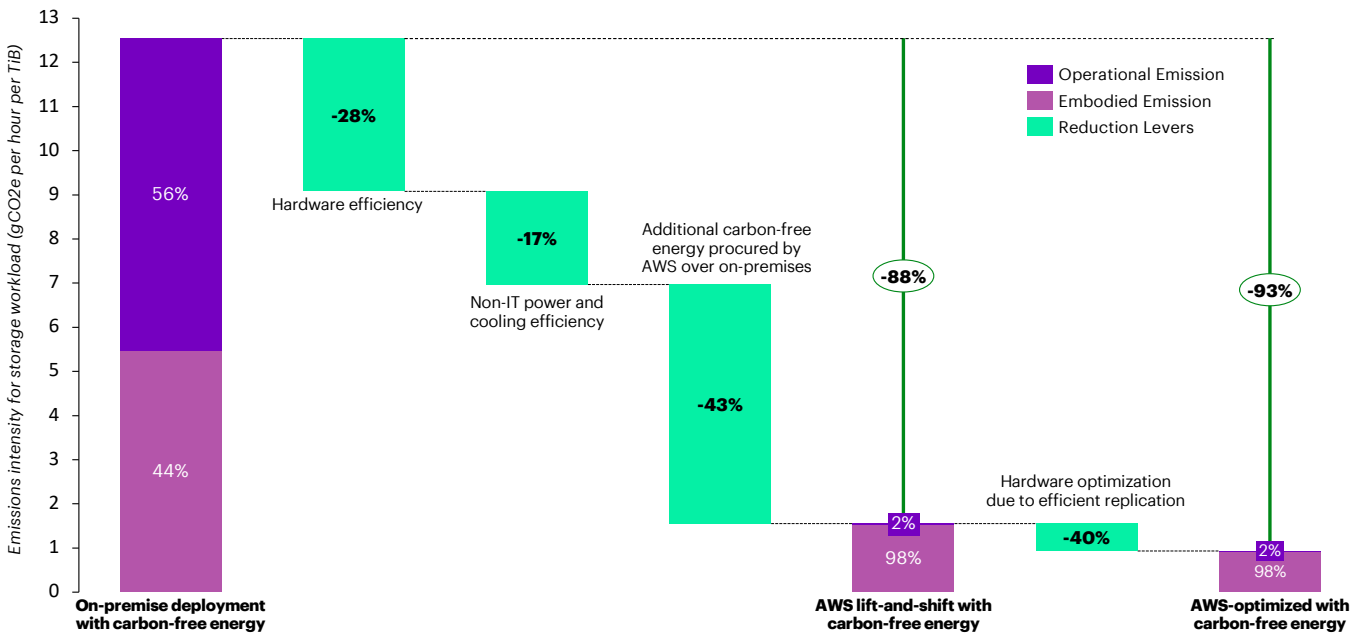 Emissions intensity for storage workload (gCO2e per hour per TiB)
13
12
11
10
9
8
7
6
5
4
3
2
1
0
56%
44%
On-premise deployment
with carbon-free energy
-28%
Hardware efficiency
-17%
Non-IT power and
cooling efficiency
Additional carbon-free
energy procured by
AWS over on-premises
-43%
-88%
2%
98%
AWS lift-and-shift with
carbon-free energy
Hardware optimization
due to efficient replication
-40%
Operational Emission
Embodied Emission
Reduction Levers
-93%
2%
98%
AWS-optimized with
carbon-free energy